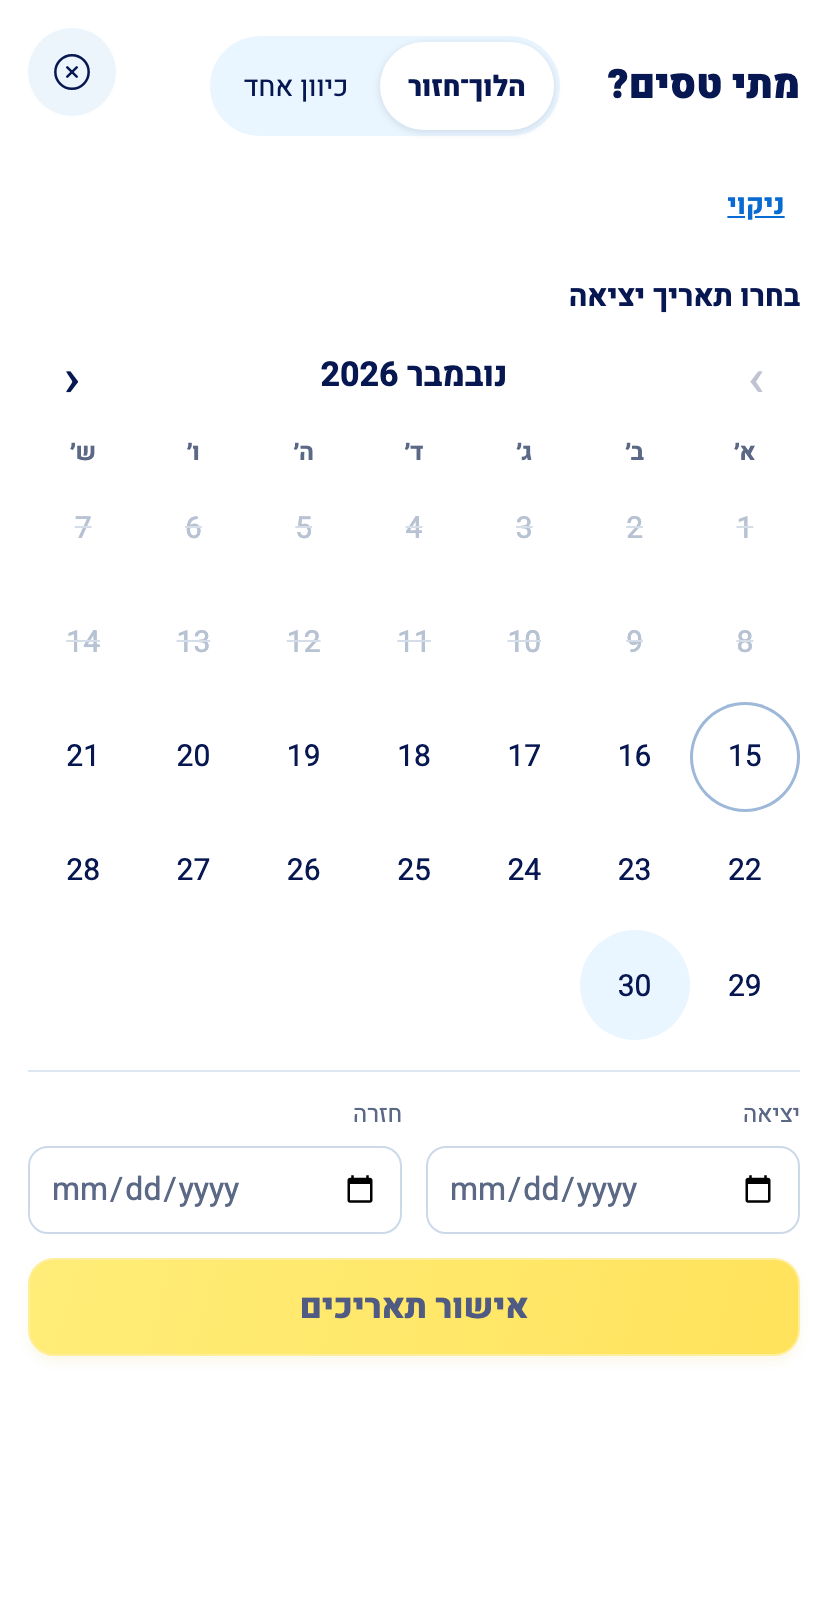 מתי טסים?
הלוך־חזור
כיוון אחד
ניקוי
בחרו תאריך יציאה
נובמבר 2026
א׳ ב׳ ג׳ ד׳ ה׳ ו׳ ש׳
1 2 3 4 5 6 7
8 9 10 11 12 13 14
15 16 17 18 19 20 21
22 23 24 25 26 27 28
29 30
יציאה
mm/dd/yyyy
חזרה
mm/dd/yyyy
אישור תאריכים